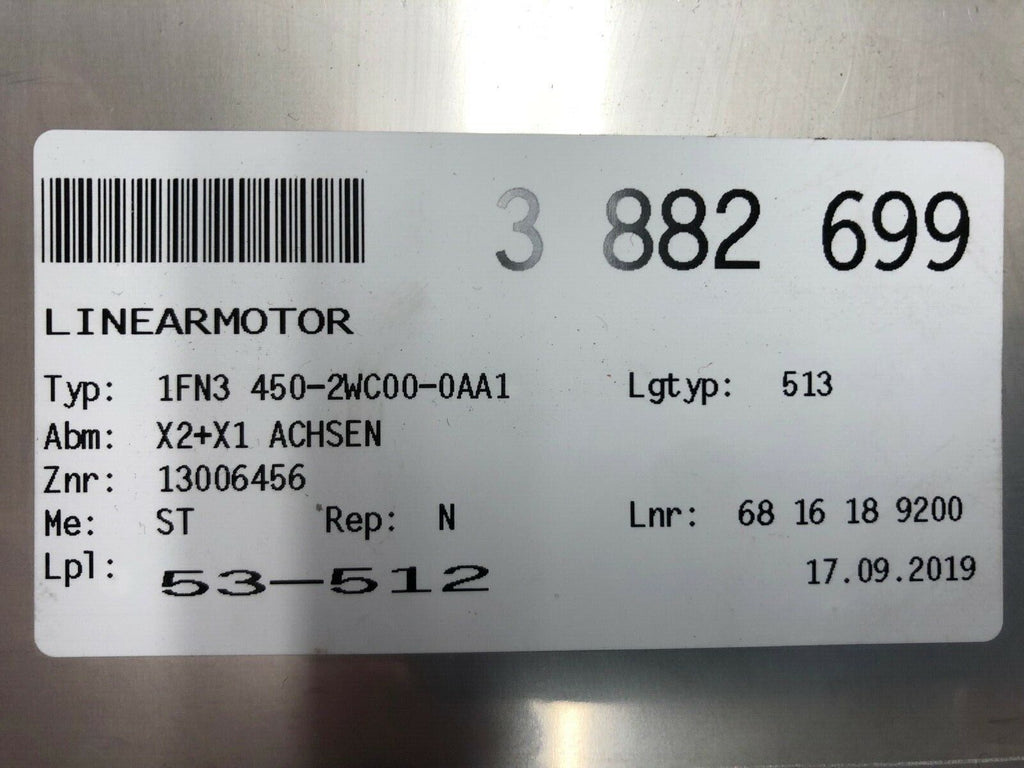 3 882 699
LINEARMOTOR
Typ: 1FN3 450-2WC00-0AA1 Lgtyp: 513
Abm: X2+X1 ACHSEN
Znr: 13006456
Me: ST Rep: N Lnr: 68 16 18 9200
Lpl: 53-512 17.09.2019